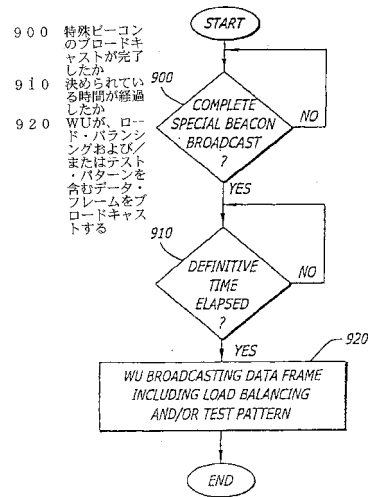 900 特殊ビーコン
のブロードキ
ャストが完了
したか
910 決められてい
る時間が経過
したか
920 WUが、ロー
ド・バランシ
ングおよび/
またはテスト
・パターンを
含むデータ・
フレームをブ
ロードキャス
トする
START
900
COMPLETE
SPECIAL BEACON
BROADCAST
?
NO
YES
910
DEFINITIVE
TIME
ELAPSED
?
NO
YES
920
WU BROADCASTING DATA FRAME
INCLUDING LOAD BALANCING
AND/OR TEST PATTERN
END